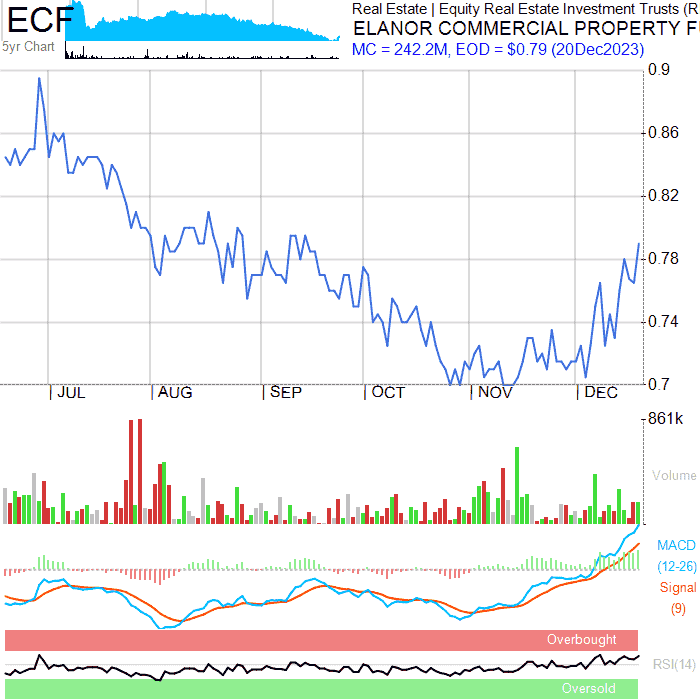 ECF
5yr Chart
Real Estate | Equity Real Estate Investment Trusts (R
ELANOR COMMERCIAL PROPERTY F
MC = 242.2M, EOD = $0.79 (20Dec2023)
0.9
0.86
0.82
0.78
0.74
0.7
JUL AUG SEP OCT NOV DEC
861k
Volume
MACD
(12-26)
Signal
(9)
Overbought
RSI(14)
Oversold